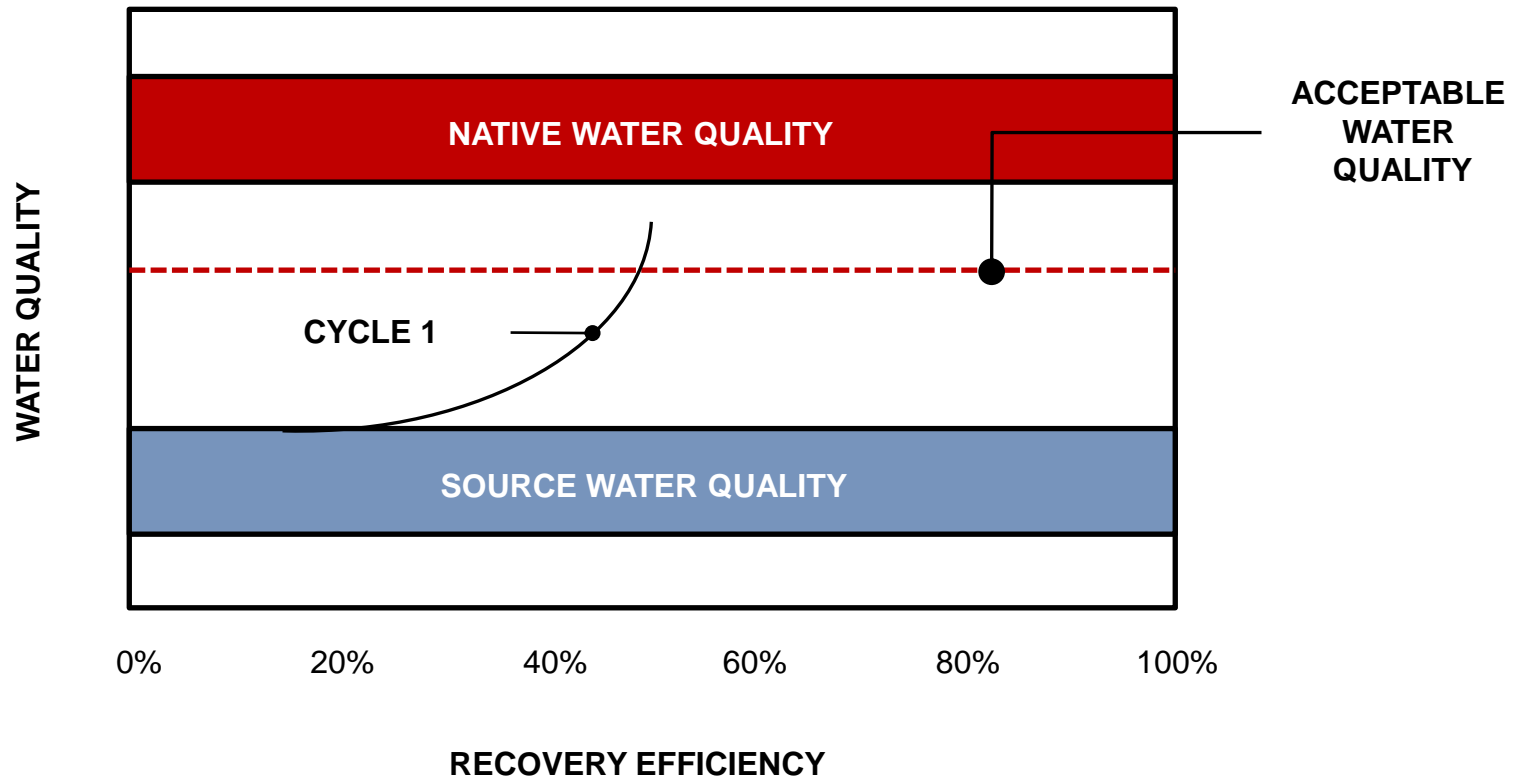 NATIVE WATER QUALITY
ACCEPTABLE
WATER
QUALITY
WATER QUALITY
CYCLE 1
SOURCE WATER QUALITY
0% 20% 40% 60% 80% 100%
RECOVERY EFFICIENCY